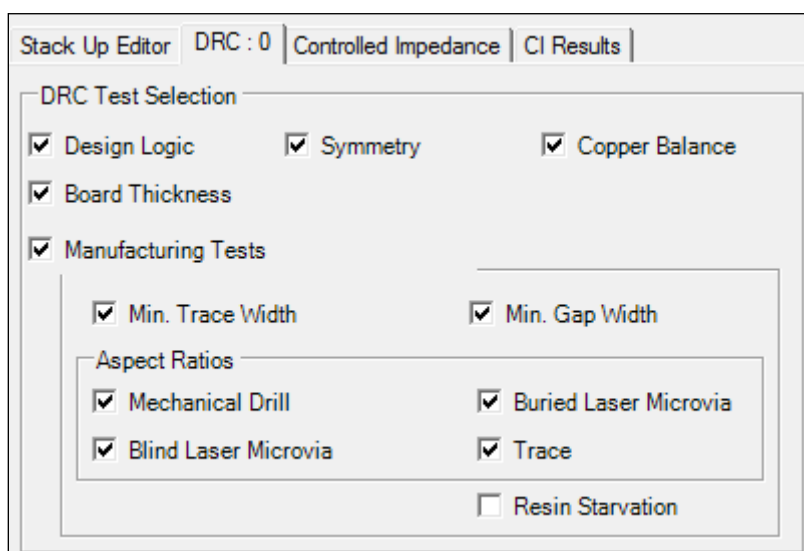 Stack Up Editor DRC : 0 Controlled Impedance CI Results
DRC Test Selection
Design Logic Symmetry Copper Balance
Board Thickness
Manufacturing Tests
Min. Trace Width Min. Gap Width
Aspect Ratios
Mechanical Drill Buried Laser Microvia
Blind Laser Microvia Trace
Resin Starvation